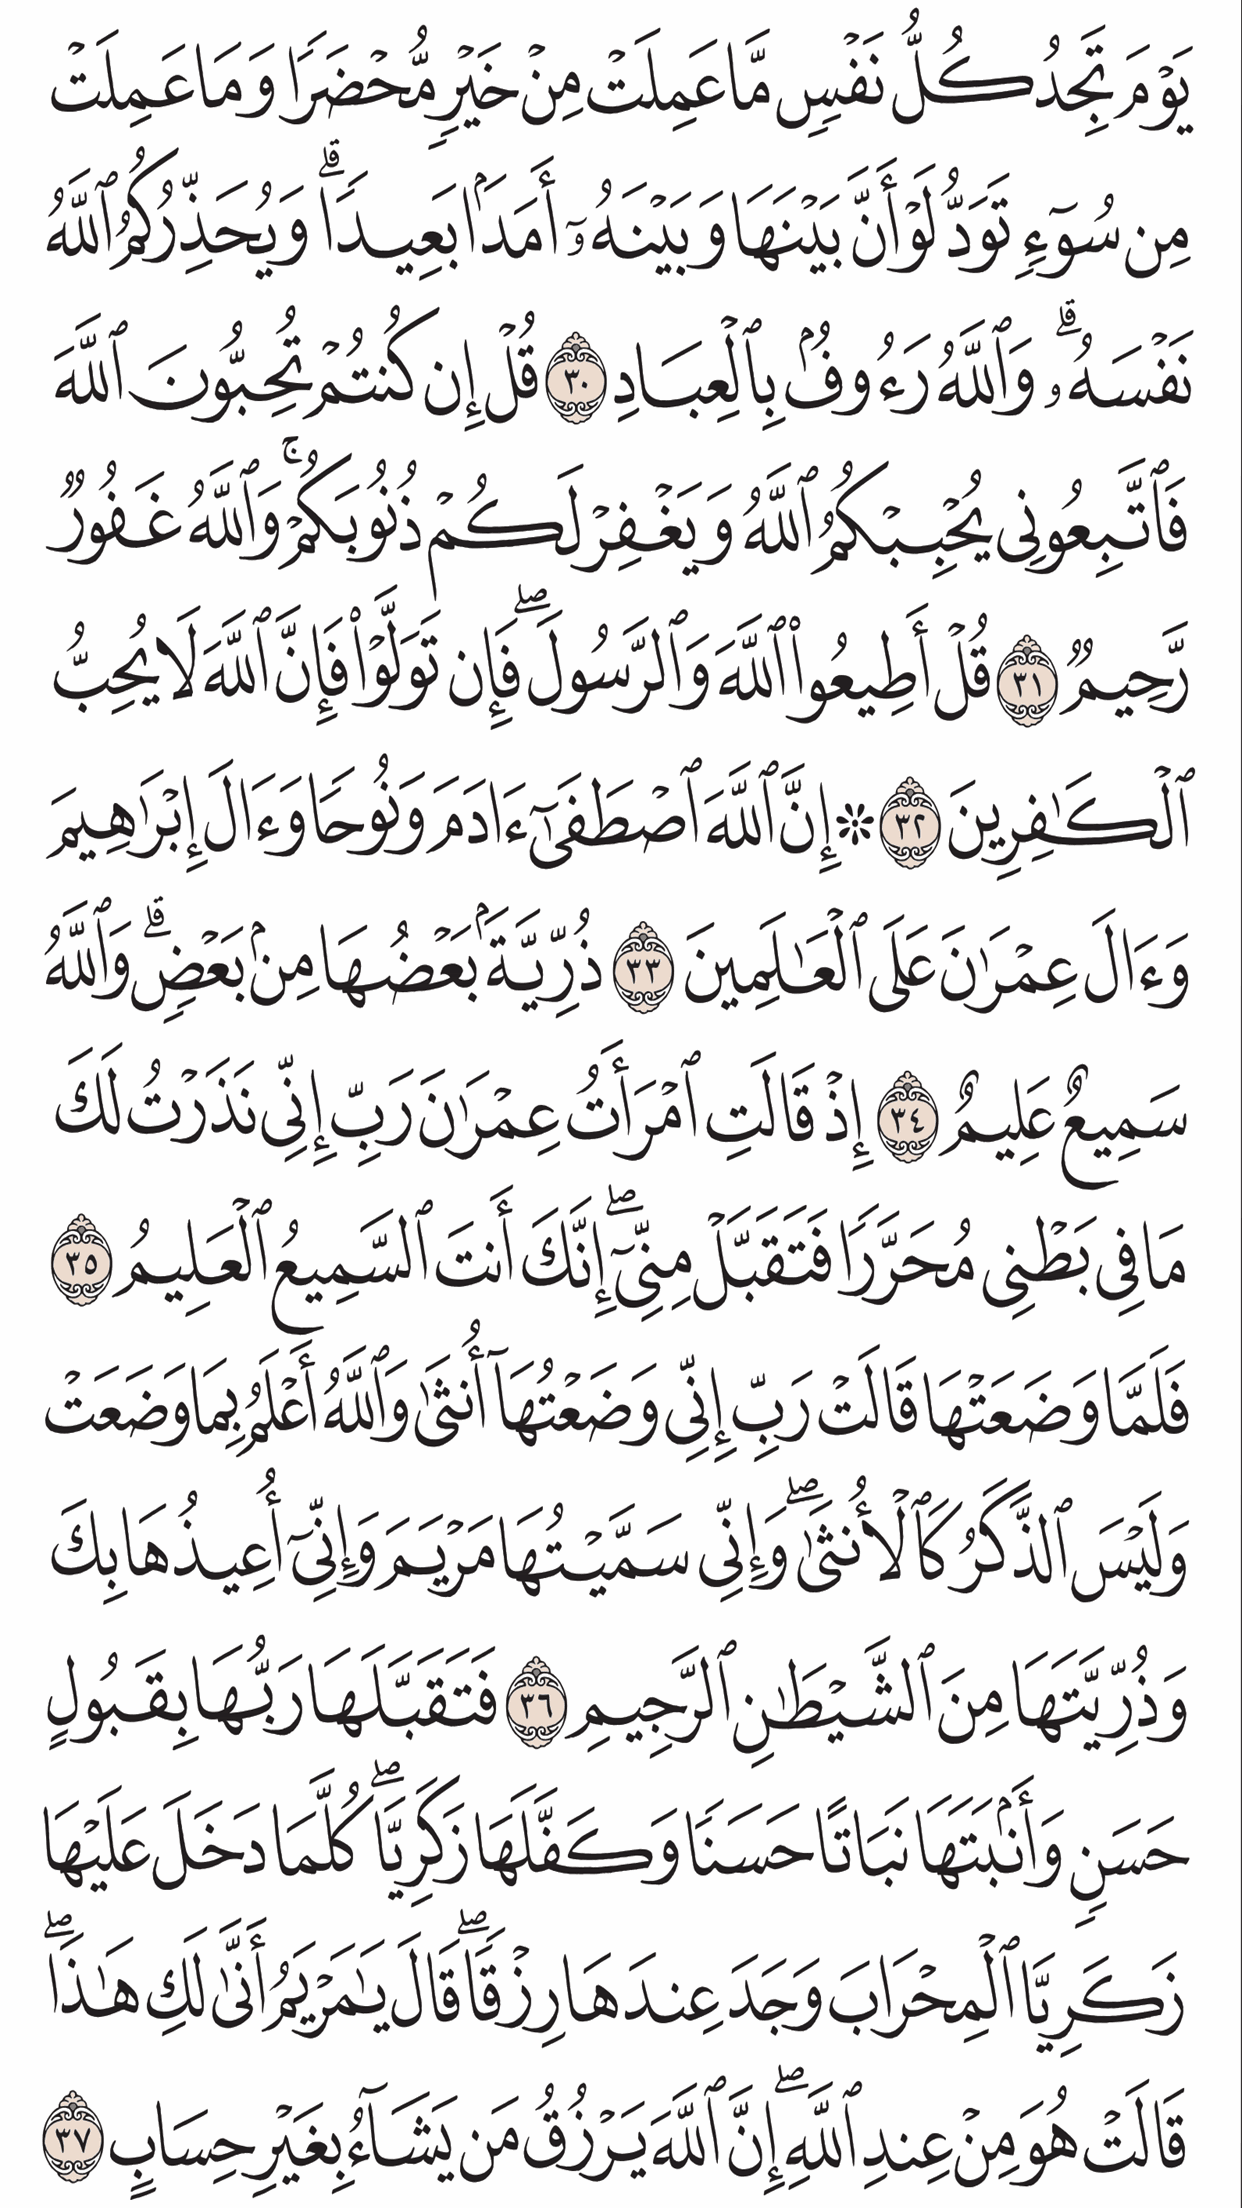 يَوْمَ تَجِدُ كُلُّ نَفْسٍ مَّا عَمِلَتْ مِنْ خَيْرٍ مُّحْضَرًا وَمَا عَمِلَتْ
مِن سُوٓءٍ تَوَدُّ لَوْ أَنَّ بَيْنَهَا وَبَيْنَهُۥٓ أَمَدَۢا بَعِيدًاۗ وَيُحَذِّرُكُمُ ٱللَّهُ
نَفْسَهُۥۗ وَٱللَّهُ رَءُوفُۢ بِٱلْعِبَادِ ٣٠ قُلْ إِن كُنتُمْ تُحِبُّونَ ٱللَّهَ
فَٱتَّبِعُونِى يُحْبِبْكُمُ ٱللَّهُ وَيَغْفِرْ لَكُمْ ذُنُوبَكُمْۚ وَٱللَّهُ غَفُورٌ
رَّحِيمٌ ٣١ قُلْ أَطِيعُوا۟ ٱللَّهَ وَٱلرَّسُولَۖ فَإِن تَوَلَّوْا۟ فَإِنَّ ٱللَّهَ لَا يُحِبُّ
ٱلْكَٰفِرِينَ ٣٢ ۞ إِنَّ ٱللَّهَ ٱصْطَفَىٰٓ ءَادَمَ وَنُوحًا وَءَالَ إِبْرَٰهِيمَ
وَءَالَ عِمْرَٰنَ عَلَى ٱلْعَٰلَمِينَ ٣٣ ذُرِّيَّةَۢ بَعْضُهَا مِنۢ بَعْضٍۗ وَٱللَّهُ
سَمِيعٌ عَلِيمٌ ٣٤ إِذْ قَالَتِ ٱمْرَأَتُ عِمْرَٰنَ رَبِّ إِنِّى نَذَرْتُ لَكَ
مَا فِى بَطْنِى مُحَرَّرًا فَتَقَبَّلْ مِنِّىٓۖ إِنَّكَ أَنتَ ٱلسَّمِيعُ ٱلْعَلِيمُ ٣٥
فَلَمَّا وَضَعَتْهَا قَالَتْ رَبِّ إِنِّى وَضَعْتُهَآ أُنثَىٰ وَٱللَّهُ أَعْلَمُ بِمَا وَضَعَتْ
وَلَيْسَ ٱلذَّكَرُ كَٱلْأُنثَىٰۖ وَإِنِّى سَمَّيْتُهَا مَرْيَمَ وَإِنِّىٓ أُعِيذُهَا بِكَ
وَذُرِّيَّتَهَا مِنَ ٱلشَّيْطَٰنِ ٱلرَّجِيمِ ٣٦ فَتَقَبَّلَهَا رَبُّهَا بِقَبُولٍ
حَسَنٍ وَأَنۢبَتَهَا نَبَاتًا حَسَنًا وَكَفَّلَهَا زَكَرِيَّاۖ كُلَّمَا دَخَلَ عَلَيْهَا
زَكَرِيَّا ٱلْمِحْرَابَ وَجَدَ عِندَهَا رِزْقًاۖ قَالَ يَٰمَرْيَمُ أَنَّىٰ لَكِ هَٰذَاۖ
قَالَتْ هُوَ مِنْ عِندِ ٱللَّهِۖ إِنَّ ٱللَّهَ يَرْزُقُ مَن يَشَآءُ بِغَيْرِ حِسَابٍ ٣٧